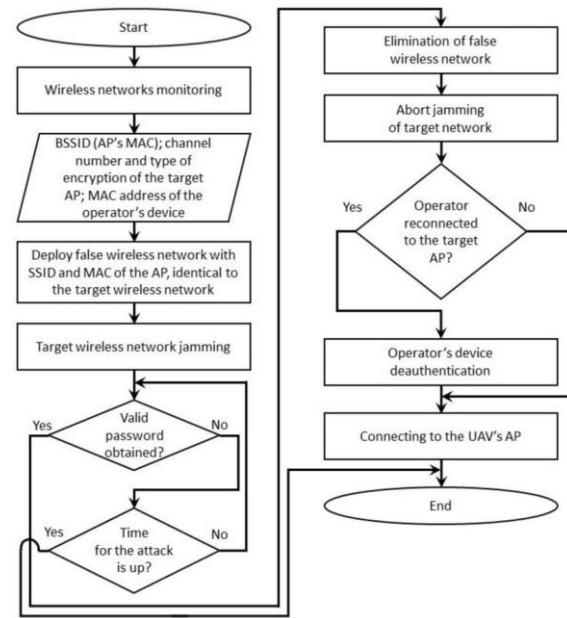 Start
Wireless networks monitoring
BSSID (AP's MAC); channel
number and type of
encryption of the target
AP; MAC address of the
operator's device
Deploy false wireless network with
SSID and MAC of the AP, identical to
the target wireless network
Target wireless network jamming
Yes
Valid
password
obtained?
No
Yes
Time
for the attack
is up?
No
Elimination of false
wireless network
Abort jamming
of target network
Yes
Operator
reconnected
to the target
AP?
No
Operator's device
deauthentication
Connecting to the UAV's AP
End